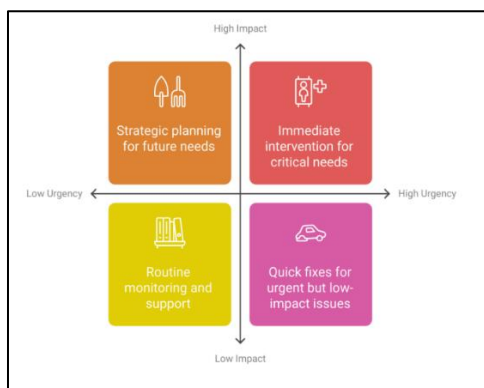 High Impact
Strategic planning
for future needs
Immediate
intervention for
critical needs
Low Urgency
High Urgency
Routine
monitoring and
support
Quick fixes for
urgent but low-
impact issues
Low Impact